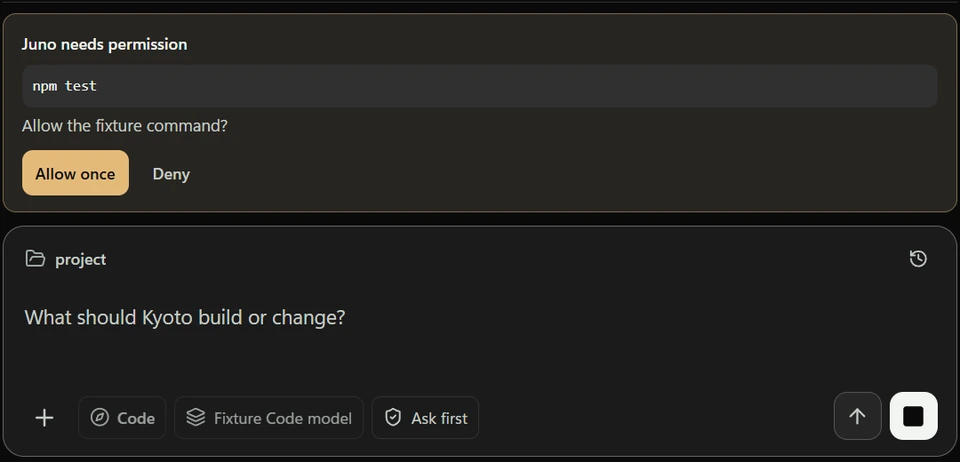 Juno needs permission
npm test
Allow the fixture command?
Allow once Deny
project
What should Kyoto build or change?
Code Fixture Code model Ask first